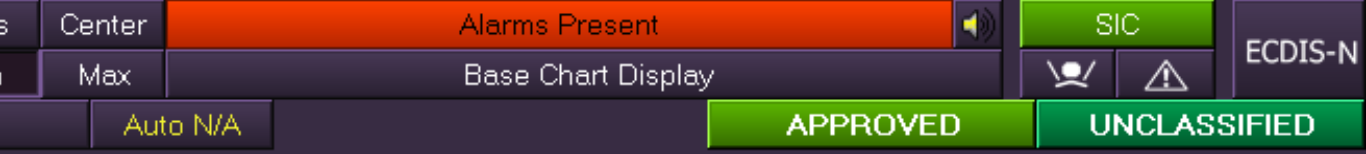 s Center Alarms Present SIC ECDIS-N
Max Base Chart Display
Auto N/A APPROVED UNCLASSIFIED